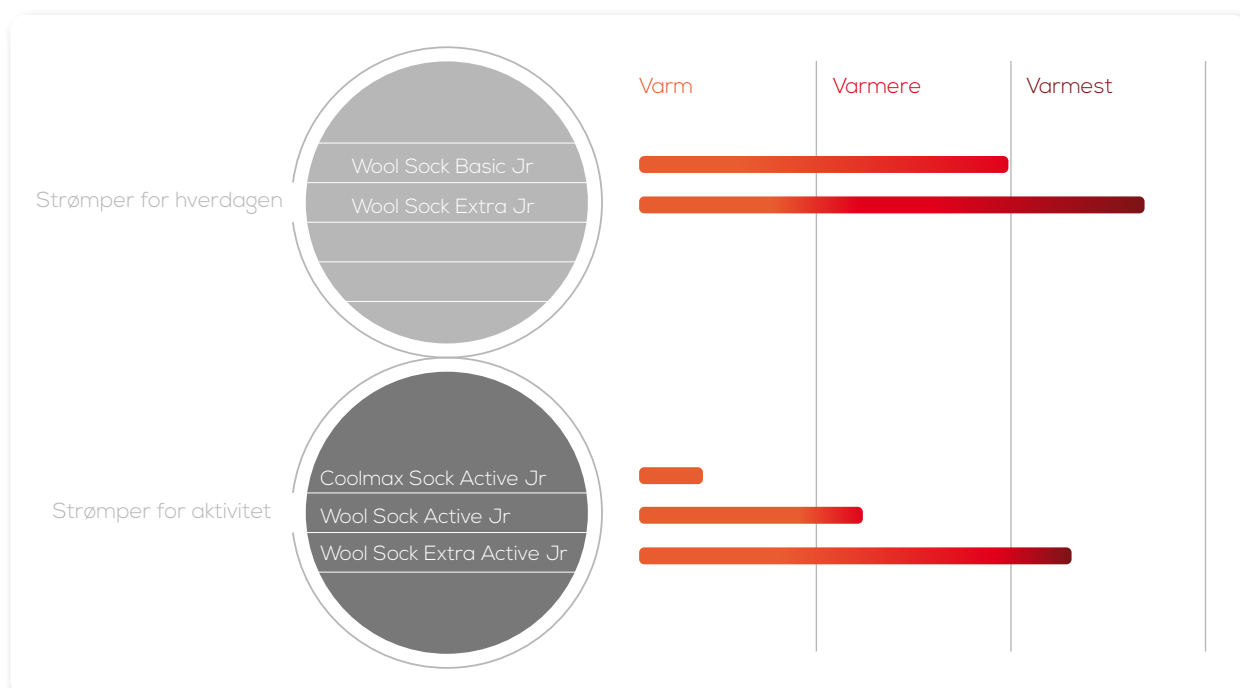 Varm
Varmere
Varmest
Strømper for hverdagen
Wool Sock Basic Jr
Wool Sock Extra Jr
Strømper for aktivitet
Coolmax Sock Active Jr
Wool Sock Active Jr
Wool Sock Extra Active Jr